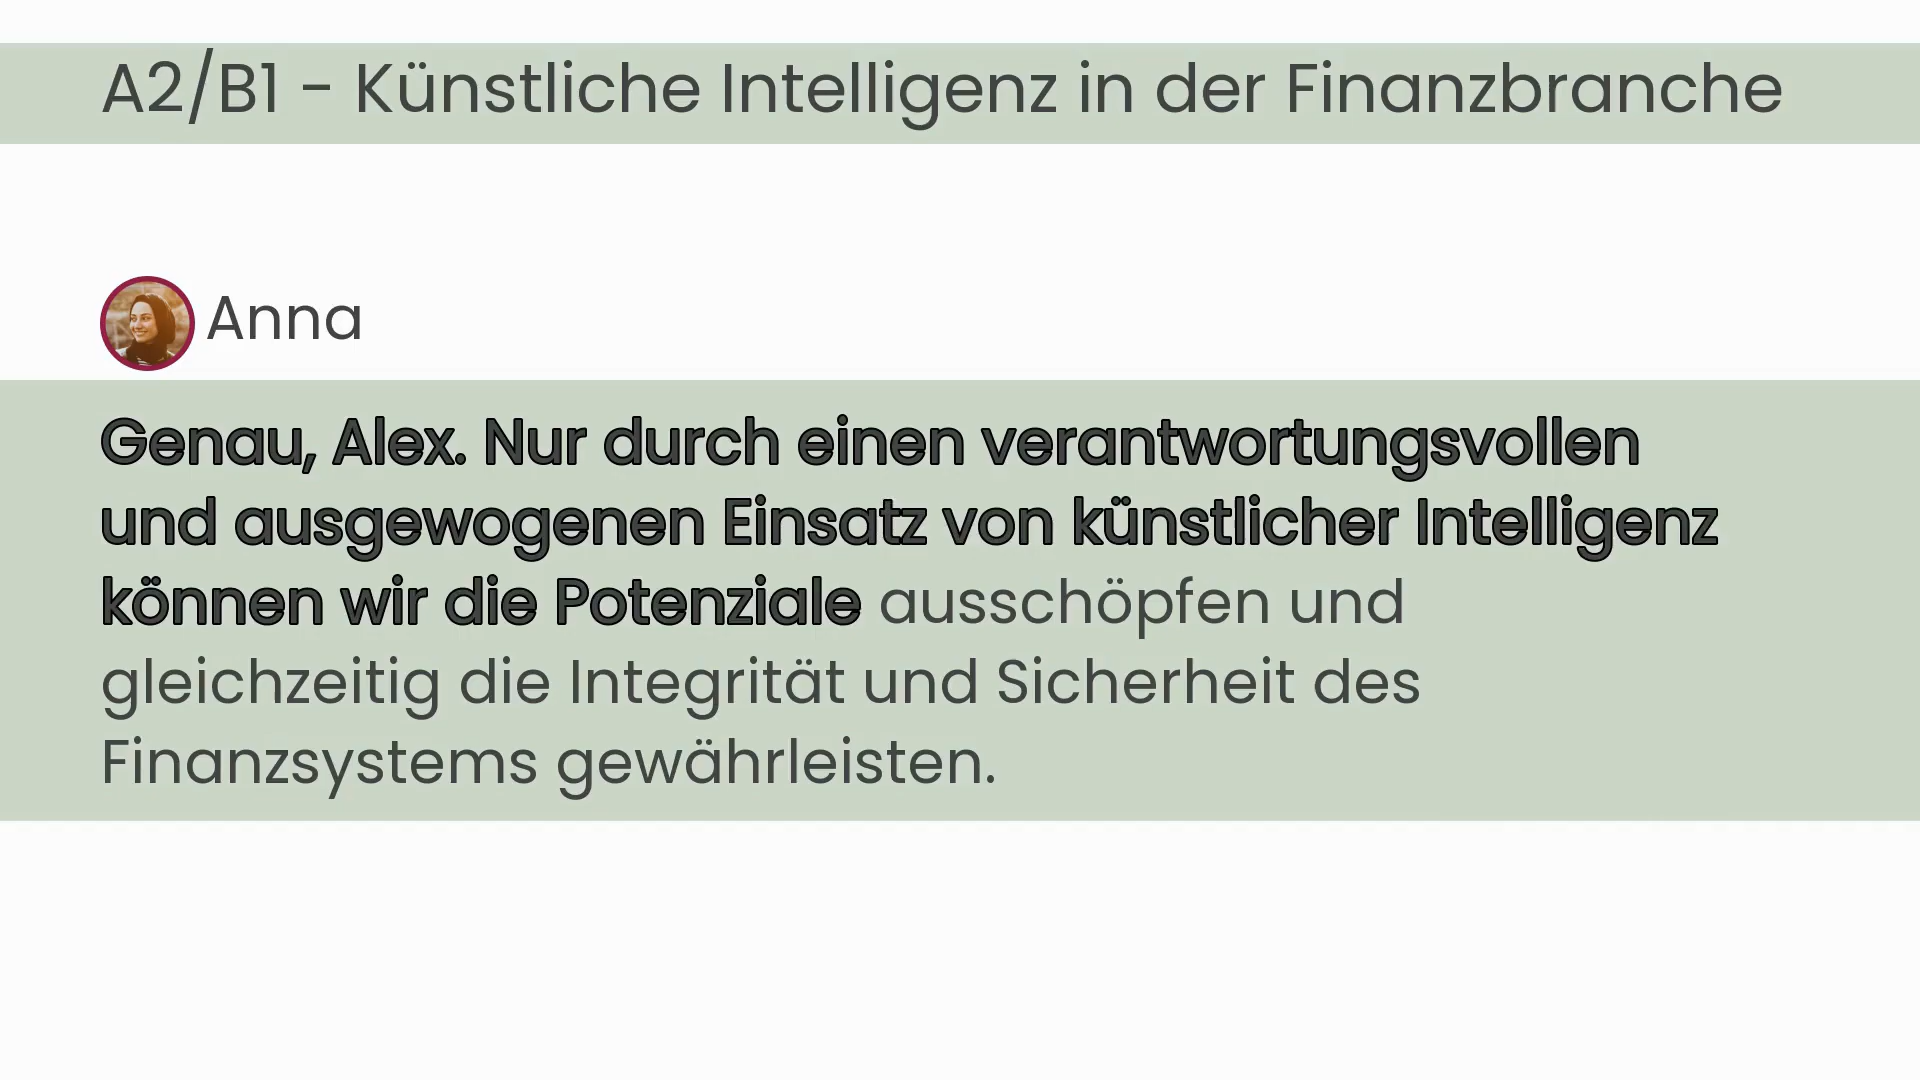 A2/B1 - Künstliche Intelligenz in der Finanzbranche
Anna
Genau, Alex. Nur durch einen verantwortungsvollen
und ausgewogenen Einsatz von künstlicher Intelligenz
können wir die Potenziale ausschöpfen und
gleichzeitig die Integrität und Sicherheit des
Finanzsystems gewährleisten.